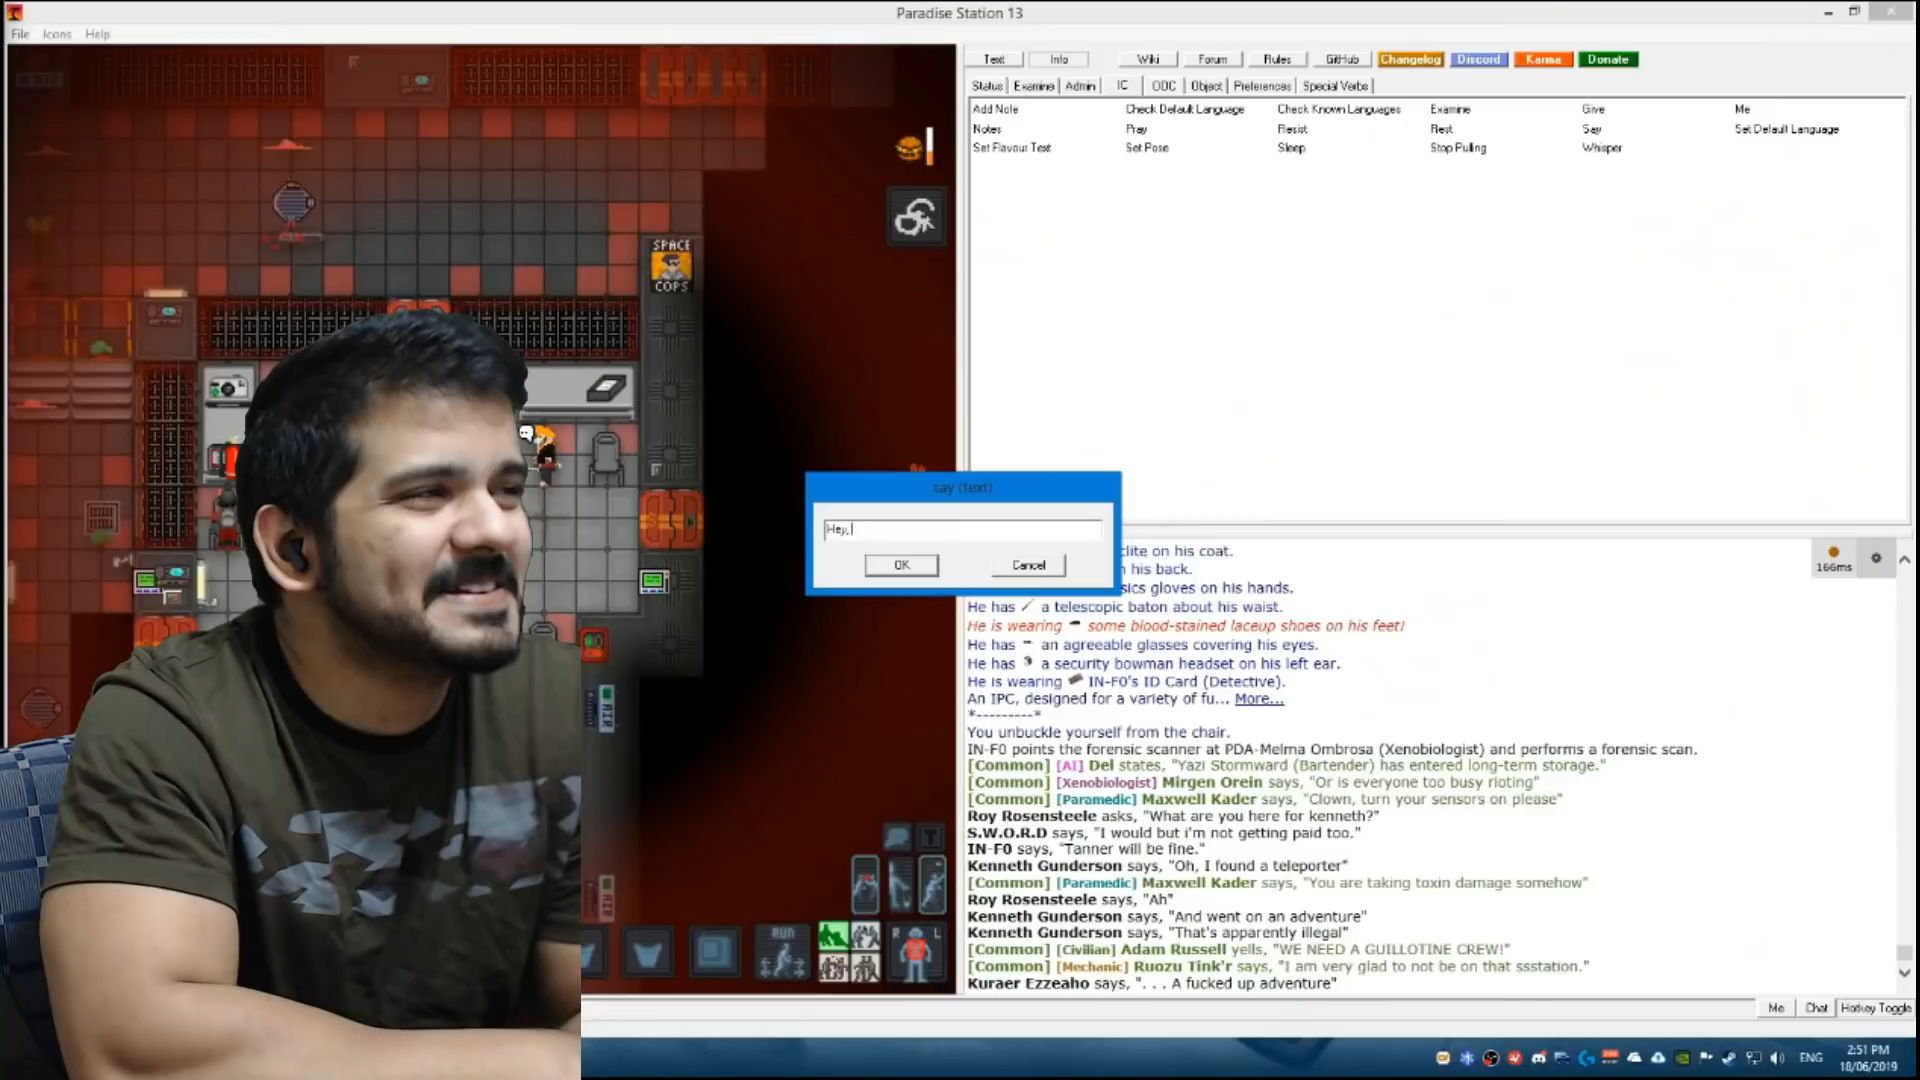 Paradise Station 13
File Icons Help
Text Info Wiki Forum Rules GitHub Changelog Discord Karma Donate
Status Examine Admin IC OOC Object Preferences Special Verbs
Add Note Check Default Language Check Known Languages Examine Give Me
Notes Pray Resist Rest Say Set Default Language
Set Flavour Text Set Pose Sleep Stop Pulling Whisper
SPACE
COPS
say (text)
Hey,
OK Cancel
clite on his coat.
n his back.
sics gloves on his hands.
He has a telescopic baton about his waist.
He is wearing some blood-stained laceup shoes on his feet!
He has an agreeable glasses covering his eyes.
He has a security bowman headset on his left ear.
He is wearing IN-F0's ID Card (Detective).
An IPC, designed for a variety of fu... More...
*---------*
You unbuckle yourself from the chair.
IN-F0 points the forensic scanner at PDA-Melma Ombrosa (Xenobiologist) and performs a forensic scan.
[Common] [AI] Del states, "Yazi Stormward (Bartender) has entered long-term storage."
[Common] [Xenobiologist] Mirgen Orein says, "Or is everyone too busy rioting"
[Common] [Paramedic] Maxwell Kader says, "Clown, turn your sensors on please"
Roy Rosensteele asks, "What are you here for kenneth?"
S.W.O.R.D says, "I would but i'm not getting paid too."
IN-F0 says, "Tanner will be fine."
Kenneth Gunderson says, "Oh, I found a teleporter"
[Common] [Paramedic] Maxwell Kader says, "You are taking toxin damage somehow"
Roy Rosensteele says, "Ah"
Kenneth Gunderson says, "And went on an adventure"
Kenneth Gunderson says, "That's apparently illegal"
[Common] [Civilian] Adam Russell yells, "WE NEED A GUILLOTINE CREW!"
[Common] [Mechanic] Ruozu Tink'r says, "I am very glad to not be on that ssstation."
Kuraer Ezzeaho says, ". . . A fucked up adventure"
166ms
RUN
R L
T
AIR
AIR
Me Chat Hotkey Toggle
ENG
2:51 PM
18/06/2019